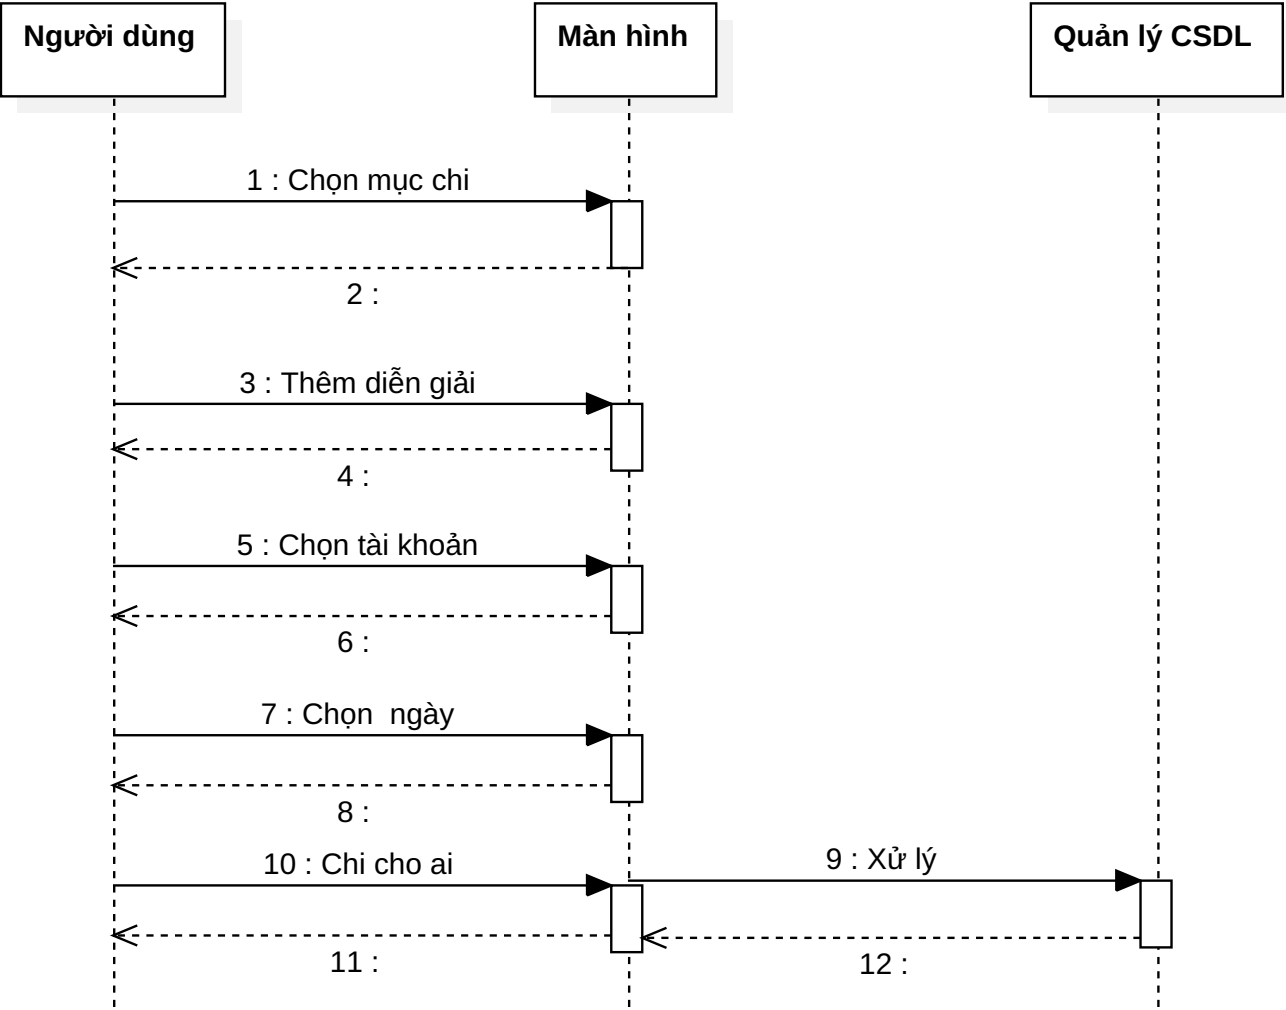 Người dùng
Màn hình
Quản lý CSDL
1 : Chọn mục chi
2 :
3 : Thêm diễn giải
4 :
5 : Chọn tài khoản
6 :
7 : Chọn  ngày
8 :
10 : Chi cho ai
9 : Xử lý
11 :
12 :